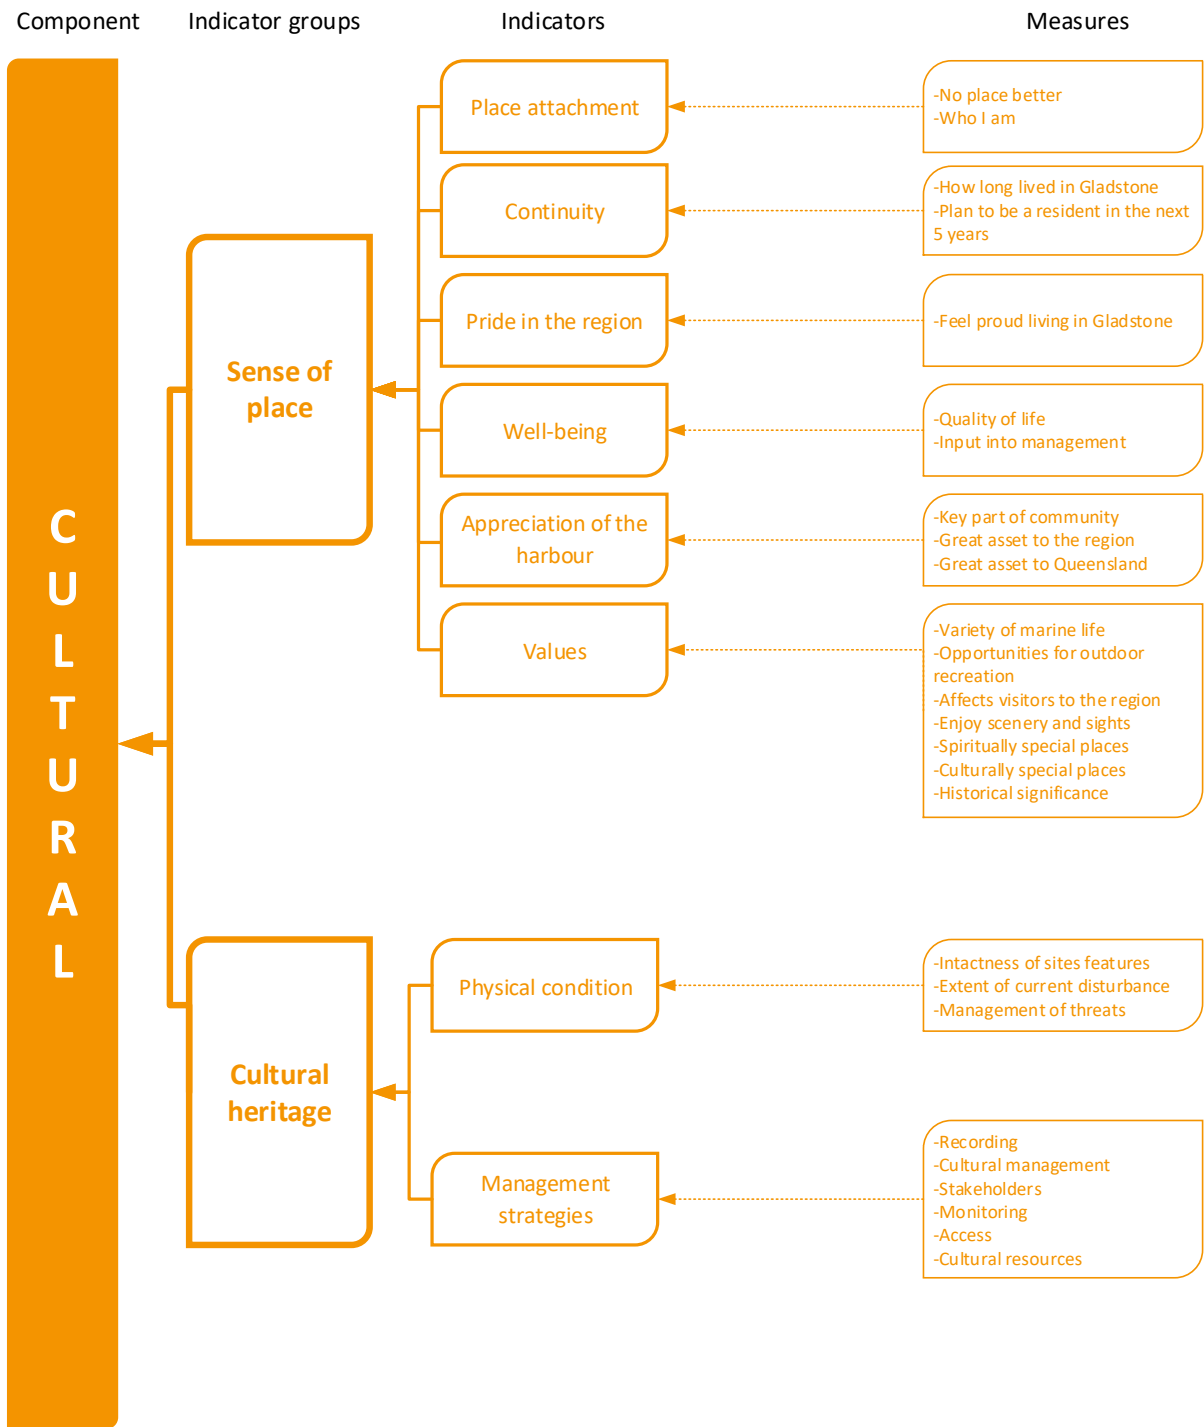 Component
Indicator groups
Indicators
Measures
CULTURAL
Sense of
place
Place attachment
-No place better
-Who I am
Continuity
-How long lived in Gladstone
-Plan to be a resident in the next
5 years
Pride in the region
-Feel proud living in Gladstone
Well-being
-Quality of life
-Input into management
Appreciation of the
harbour
-Key part of community
-Great asset to the region
-Great asset to Queensland
Values
-Variety of marine life
-Opportunities for outdoor
recreation
-Affects visitors to the region
-Enjoy scenery and sights
-Spiritually special places
-Culturally special places
-Historical significance
Cultural
heritage
Physical condition
-Intactness of sites features
-Extent of current disturbance
-Management of threats
Management
strategies
-Recording
-Cultural management
-Stakeholders
-Monitoring
-Access
-Cultural resources